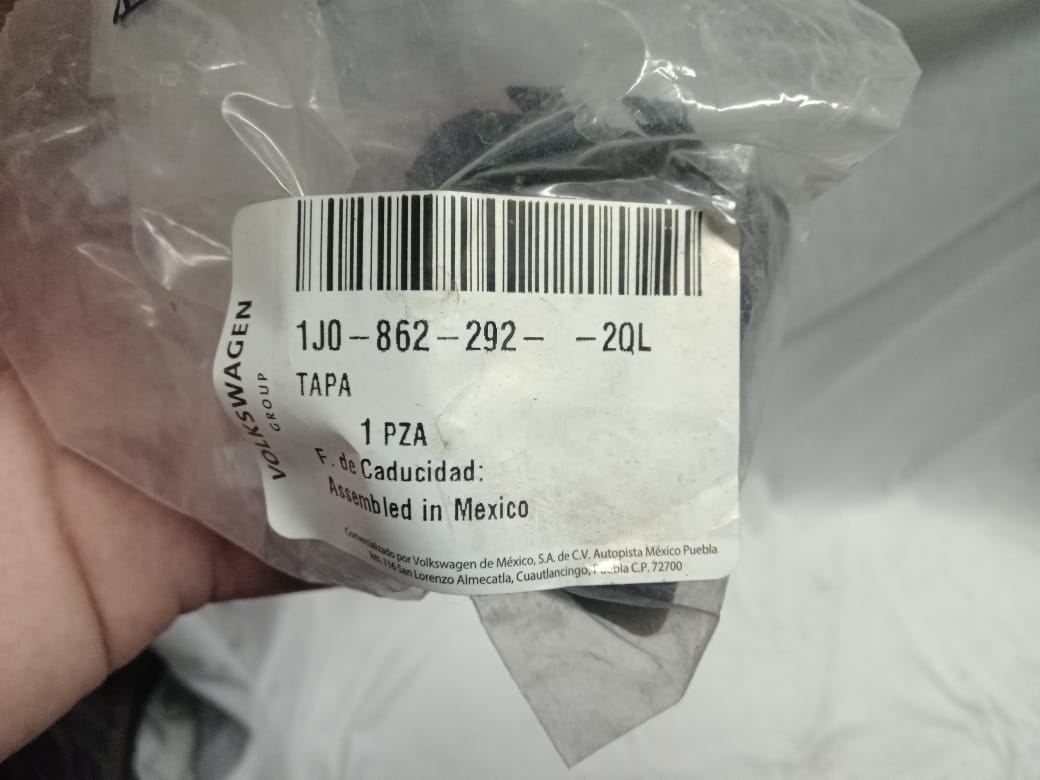 1J0-862-292- -2QL
TAPA
1 PZA
F. de Caducidad:
Assembled in Mexico
Comercializado por Volkswagen de México, S.A. de C.V. Autopista México Puebla
km. 116 San Lorenzo Almecatla, Cuautlancingo, Puebla C.P. 72700
VOLKSWAGEN
GROUP